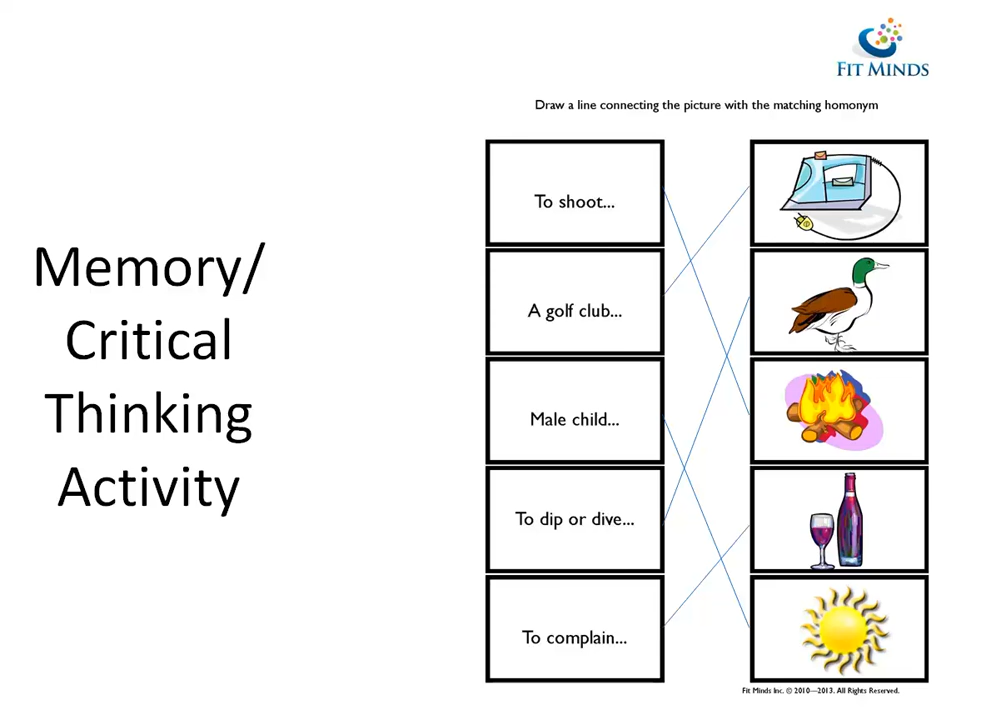 FIT MINDS
Draw a line connecting the picture with the matching homonym
Memory/
Critical
Thinking
Activity
To shoot...
A golf club...
Male child...
To dip or dive...
To complain...
Fit Minds Inc. © 2010—2013. All Rights Reserved.